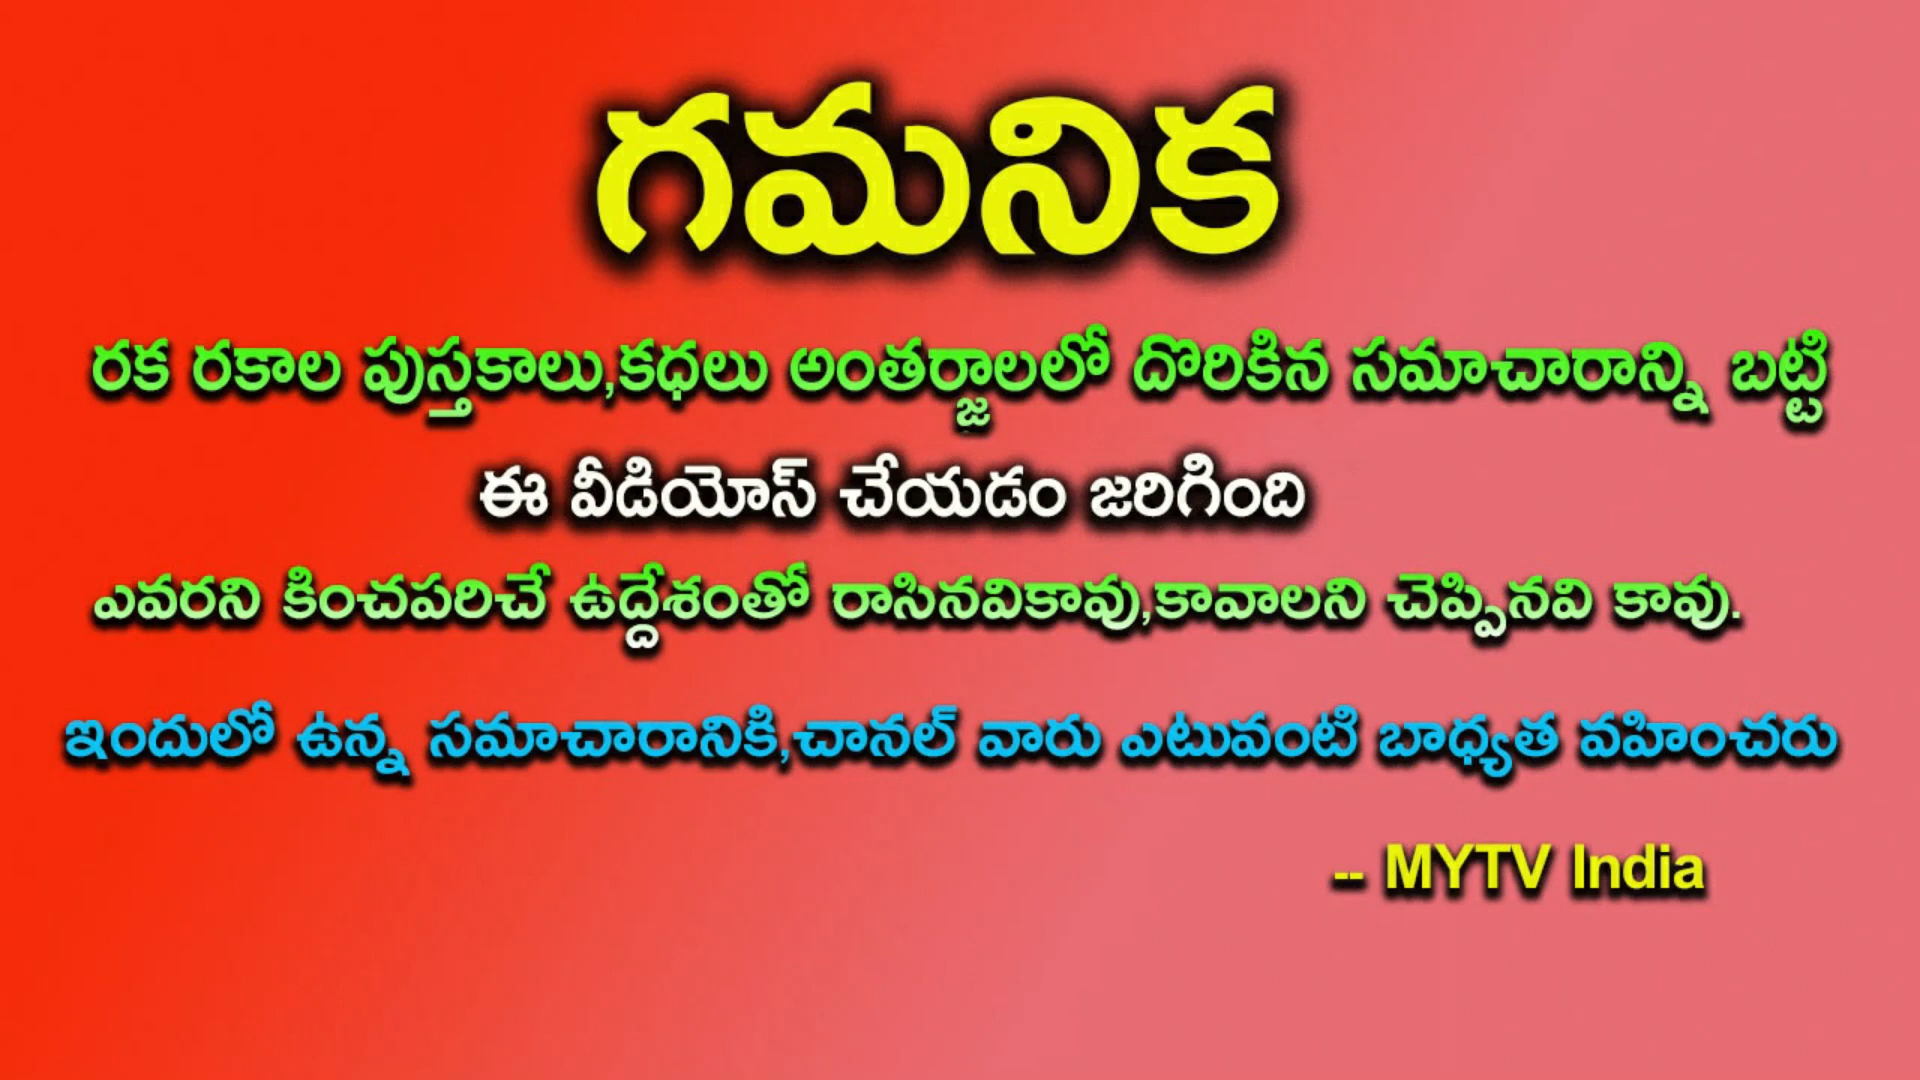 గమనిక
రక రకాల పుస్తకాలు,కధలు అంతర్జాలలో దొరికిన సమాచారాన్ని బట్టి
ఈ వీడియోస్ చేయడం జరిగింది
ఎవరని కించపరిచే ఉద్దేశంతో రాసినవికావు,కావాలని చెప్పినవి కావు.
ఇందులో ఉన్న సమాచారానికి,చానల్ వారు ఎటువంటి బాధ్యత వహించరు
-- MYTV India